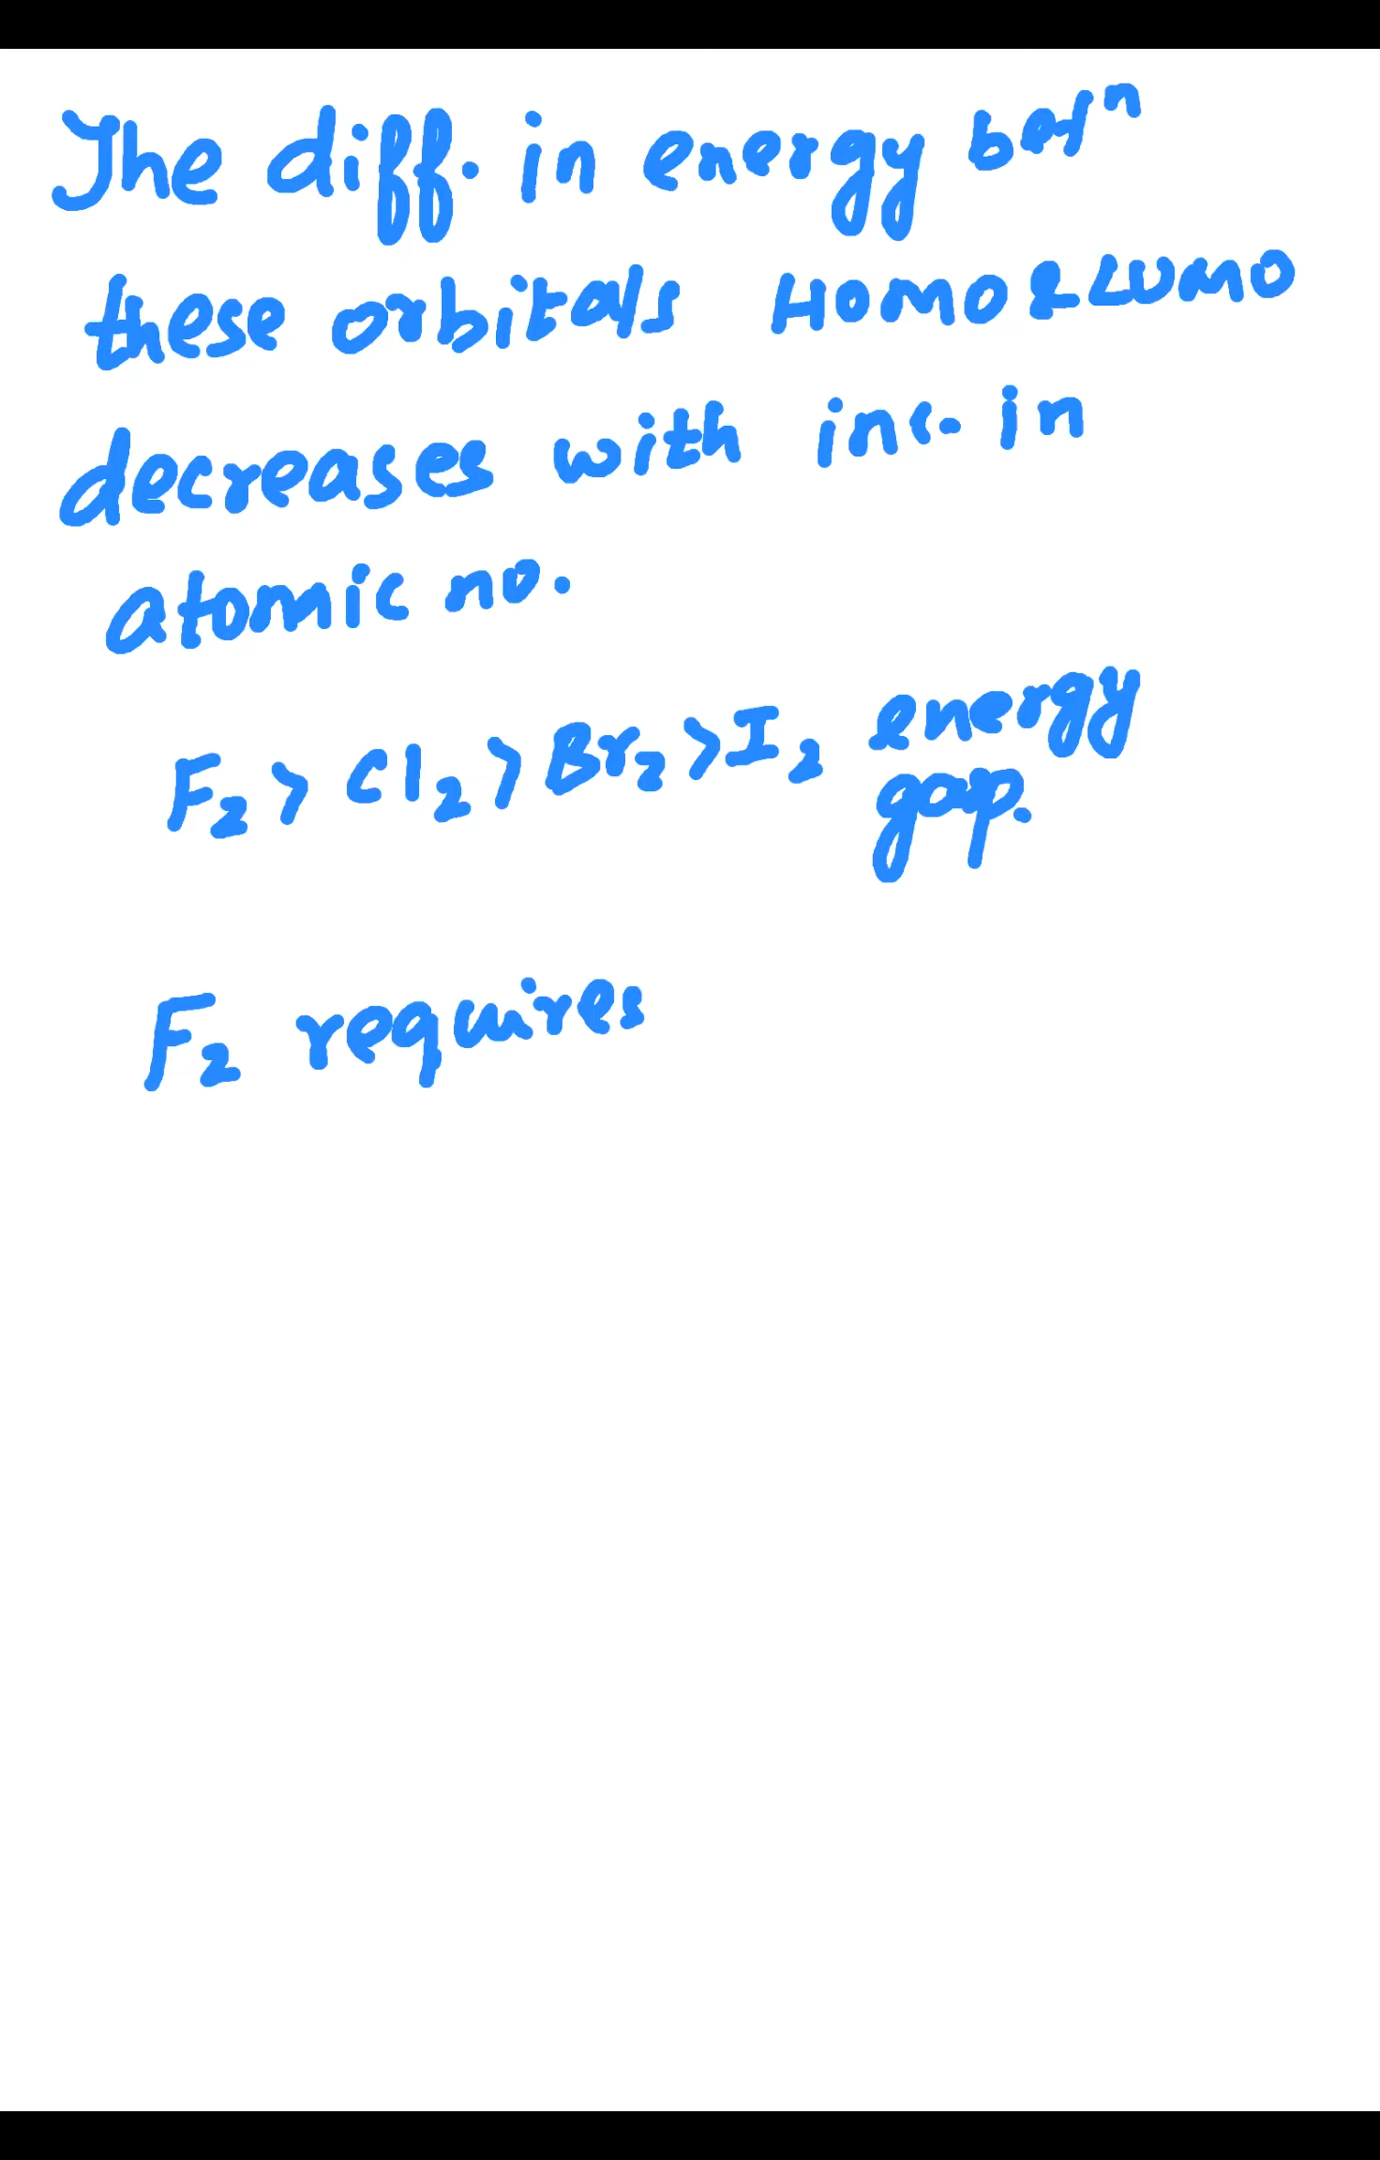 The diff. in energy betn
these orbitals HOMO & LUMO
decreases with inc. in
atomic no.
F2 > Cl2 > Br2 > I2 energy
gap.
F2 requires